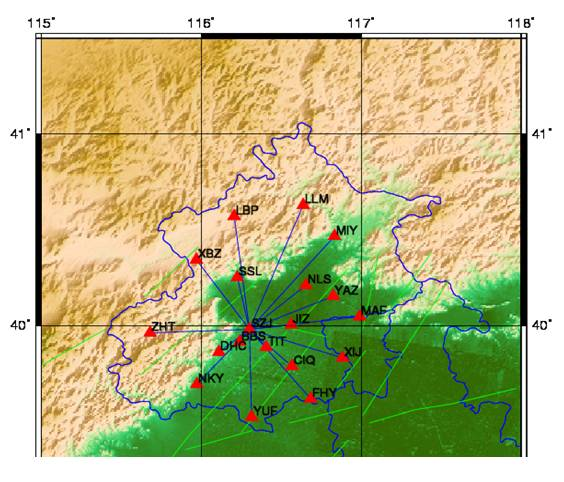 115° 116° 117° 118°
41° 41°
LLM
LBP
MIY
XBZ
SSL
NLS
YAZ
MAF
40° ZHT SZJ JIZ 40°
BBS
TIT
DHC
XIJ
CIQ
NKY
FHY
YUF